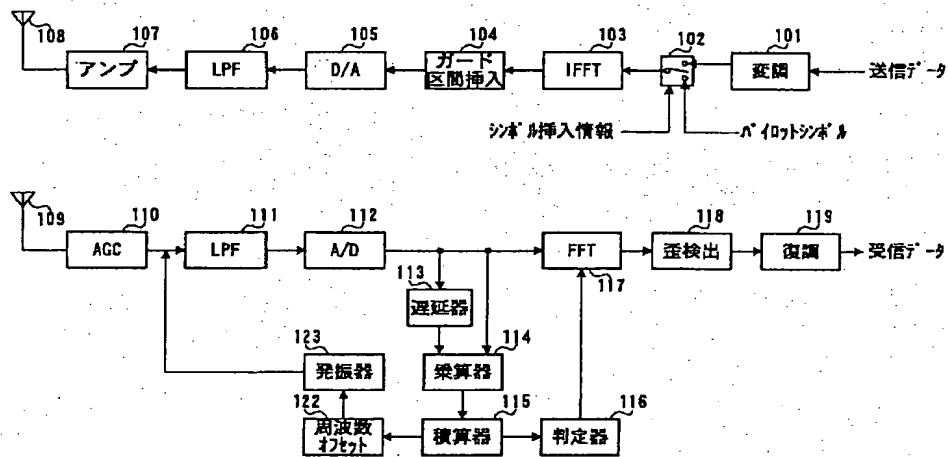 108
107
106
105
104
103
102
101
アンプ
LPF
D/A
ガード
区間挿入
IFFT
変調
送信データ
シンボル挿入情報
パイロットシンボル
109
110
111
112
118
119
AGC
LPF
A/D
FFT
歪検出
復調
受信データ
117
113
遅延器
123
114
発振器
乗算器
122
115
116
周波数
オフセット
積算器
判定器